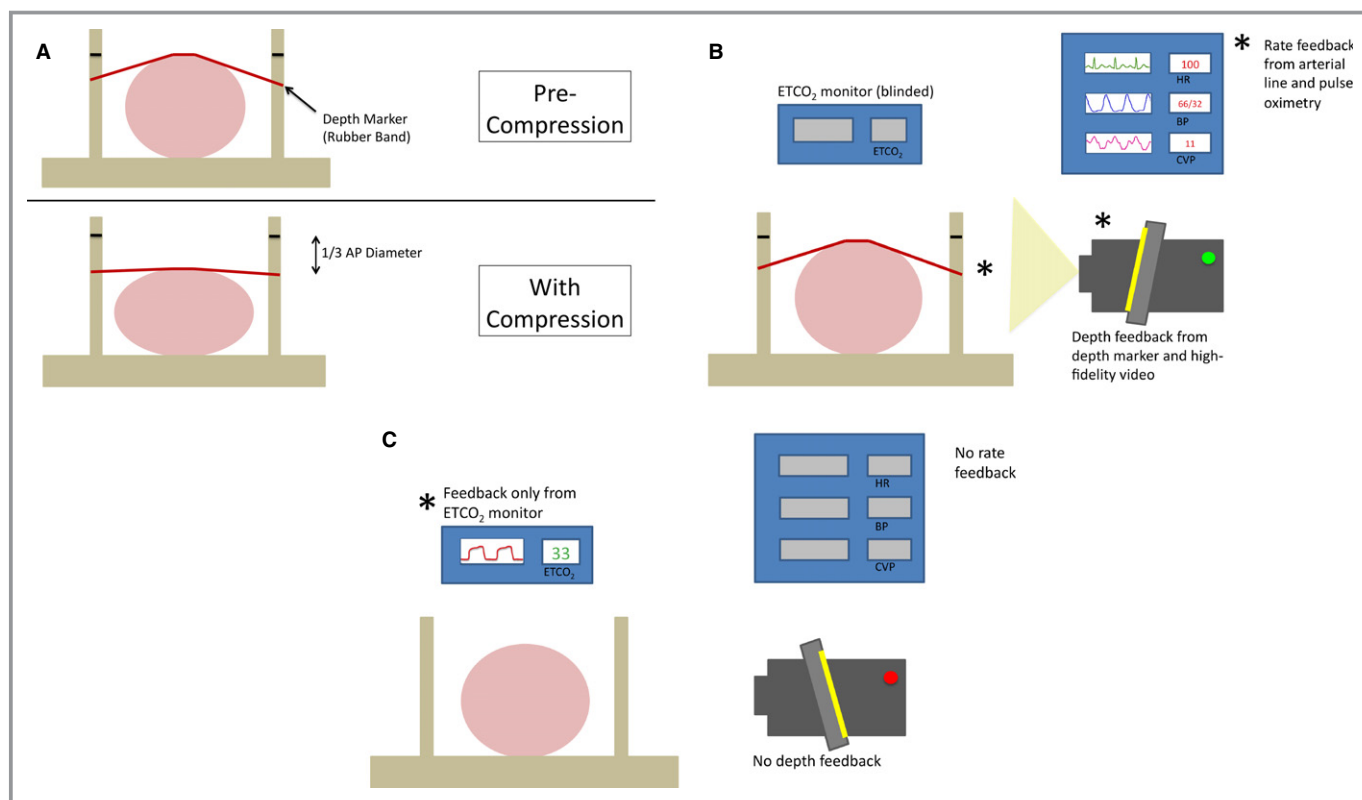 A
Depth Marker
(Rubber Band)
Pre-
Compression
1/3 AP Diameter
With
Compression
B
ETCO₂ monitor (blinded)
ETCO₂
100
HR
66/32
BP
11
CVP
* Rate feedback
from arterial
line and pulse
oximetry
*
*
Depth feedback from
depth marker and high-
fidelity video
C
* Feedback only from
ETCO₂ monitor
33
ETCO₂
HR
BP
CVP
No rate
feedback
No depth feedback